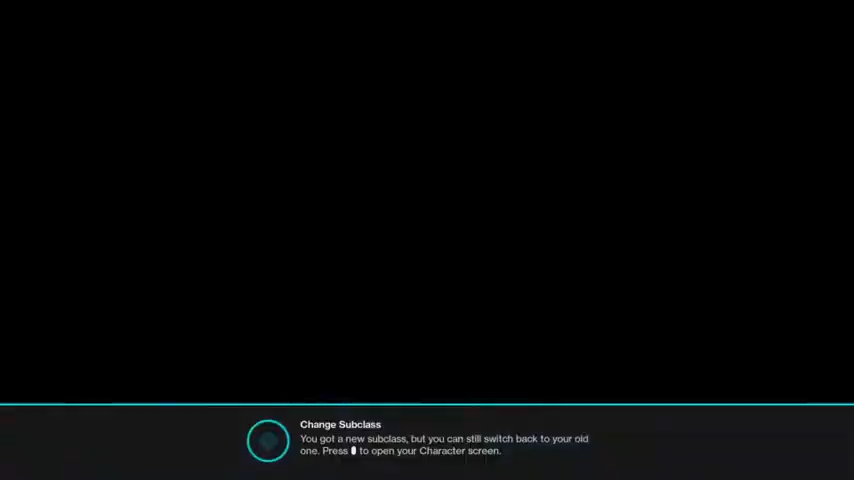 Change Subclass
You got a new subclass, but you can still switch back to your old
one. Press to open your Character screen.